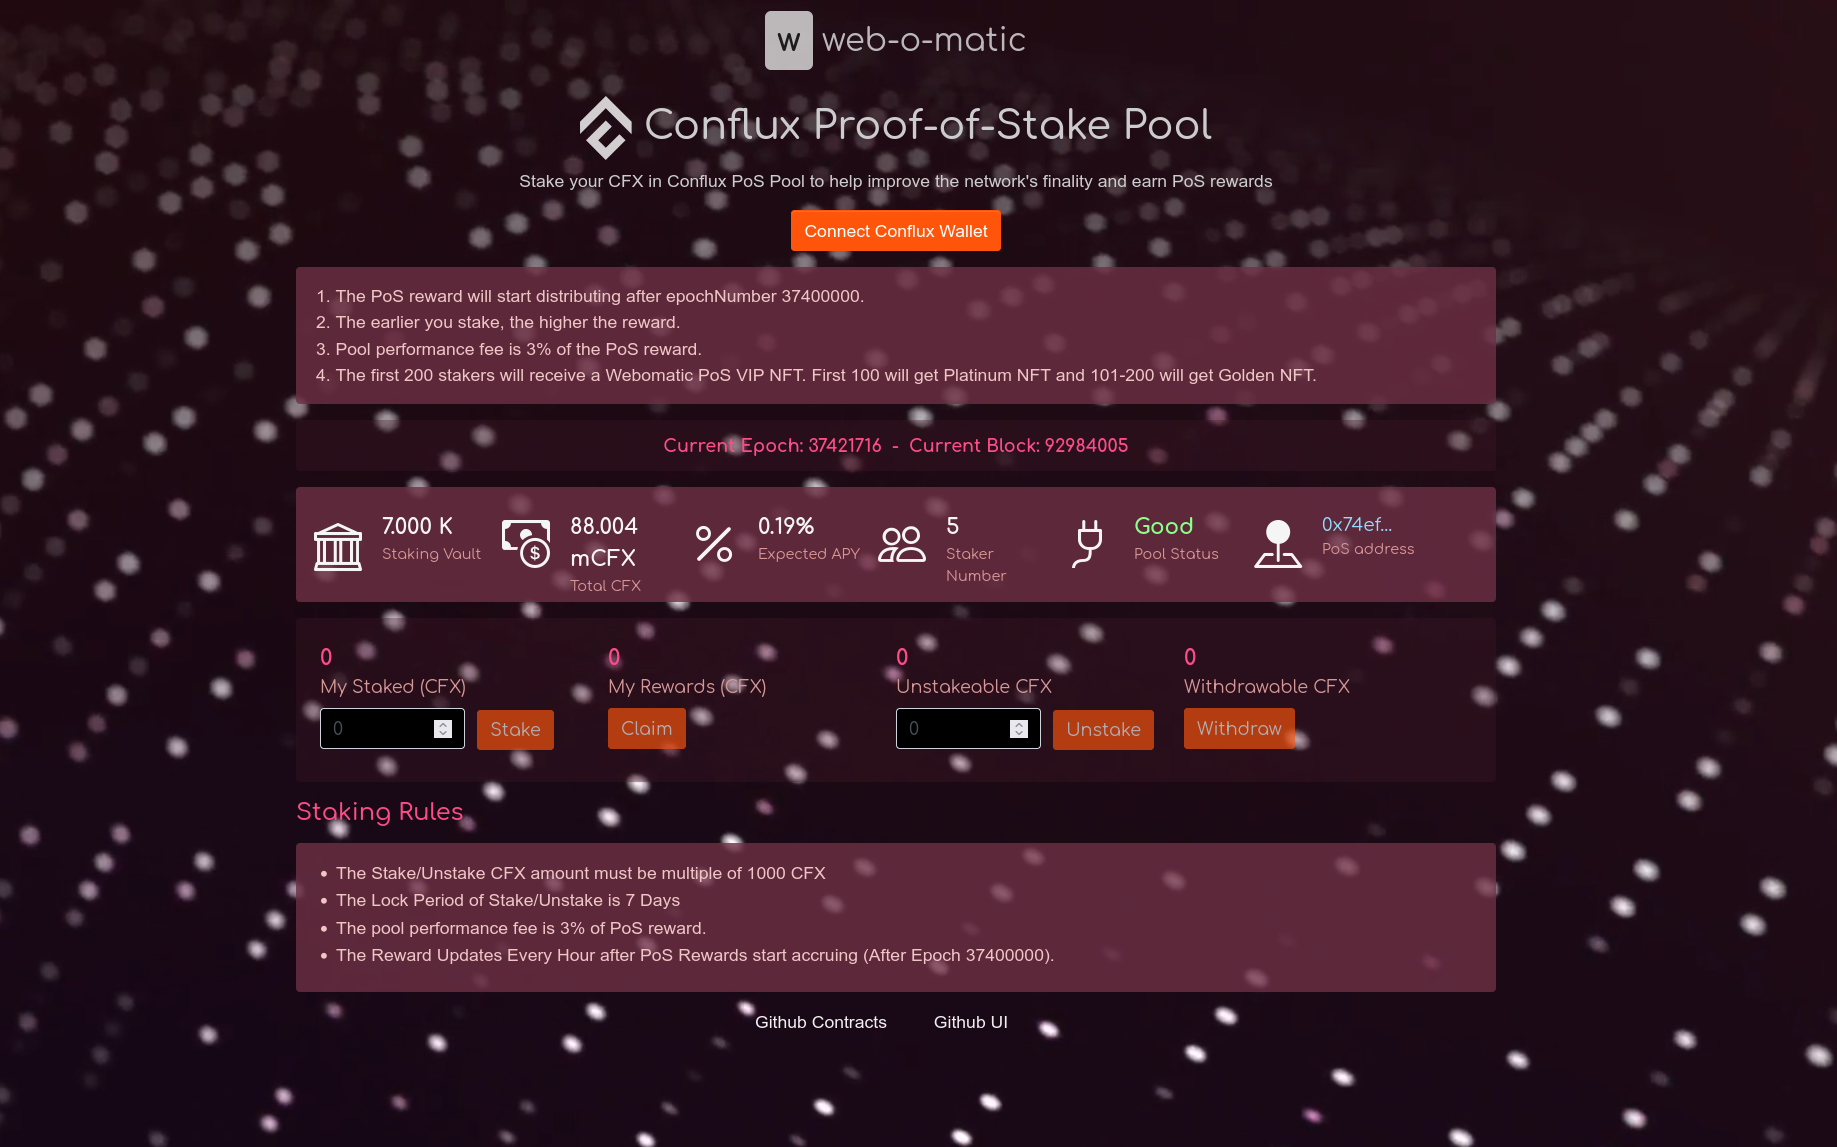 w web-o-matic
Conflux Proof-of-Stake Pool
Stake your CFX in Conflux PoS Pool to help improve the network's finality and earn PoS rewards
Connect Conflux Wallet
1. The PoS reward will start distributing after epochNumber 37400000.
2. The earlier you stake, the higher the reward.
3. Pool performance fee is 3% of the PoS reward.
4. The first 200 stakers will receive a Webomatic PoS VIP NFT. First 100 will get Platinum NFT and 101-200 will get Golden NFT.
Current Epoch: 37421716 - Current Block: 92984005
7.000 K
Staking Vault
88.004
mCFX
Total CFX
0.19%
Expected APY
5
Staker
Number
Good
Pool Status
0x74ef...
PoS address
0
My Staked (CFX)
0
Stake
0
My Rewards (CFX)
Claim
0
Unstakeable CFX
0
Unstake
0
Withdrawable CFX
Withdraw
Staking Rules
• The Stake/Unstake CFX amount must be multiple of 1000 CFX
• The Lock Period of Stake/Unstake is 7 Days
• The pool performance fee is 3% of PoS reward.
• The Reward Updates Every Hour after PoS Rewards start accruing (After Epoch 37400000).
Github Contracts Github UI